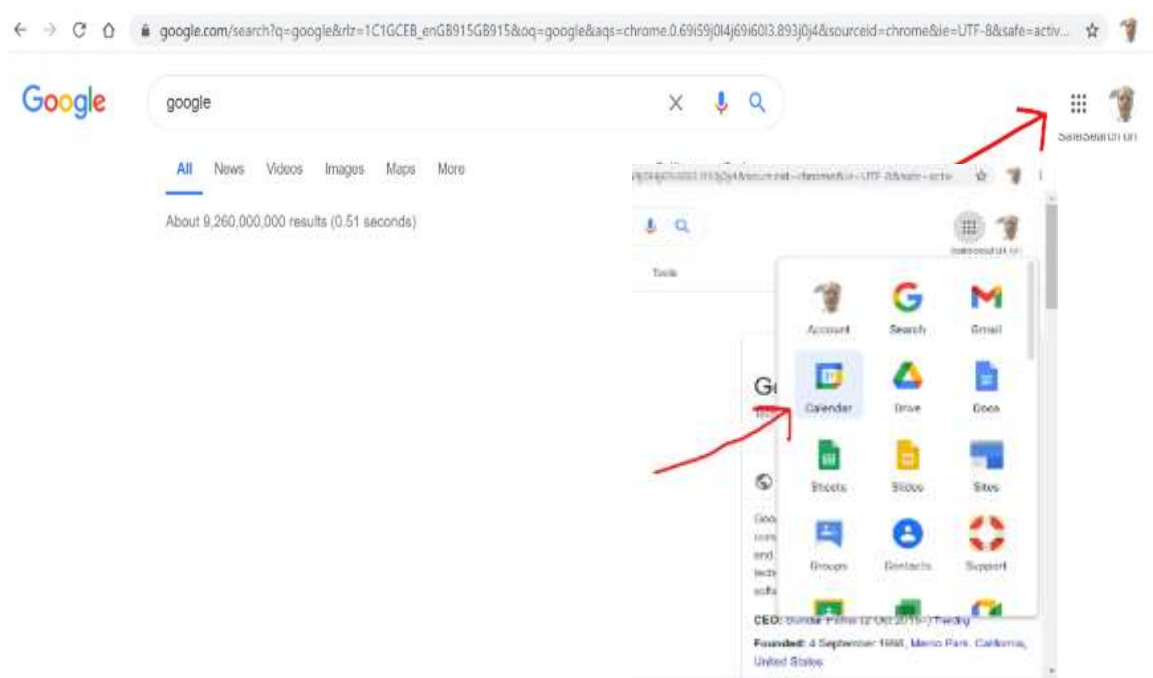 google.com/search?q=google&rlz=1C1GCEB_enGB915GB915&oq=google&aqs=chrome.0.69i59j0l4j69i60l3.893j0j4&sourceid=chrome&ie=UTF-8&safe=activ...
Google
google
SafeSearch on
All News Videos Images Maps More
About 9,260,000,000 results (0.51 seconds)
Tools
Account Search Gmail
Calendar Drive Docs
Sheets Slides Sites
Groups Contacts Support
CEO: Sundar Pichai (2 Oct 2015–)
Founded: 4 September 1998, Menlo Park, California,
United States